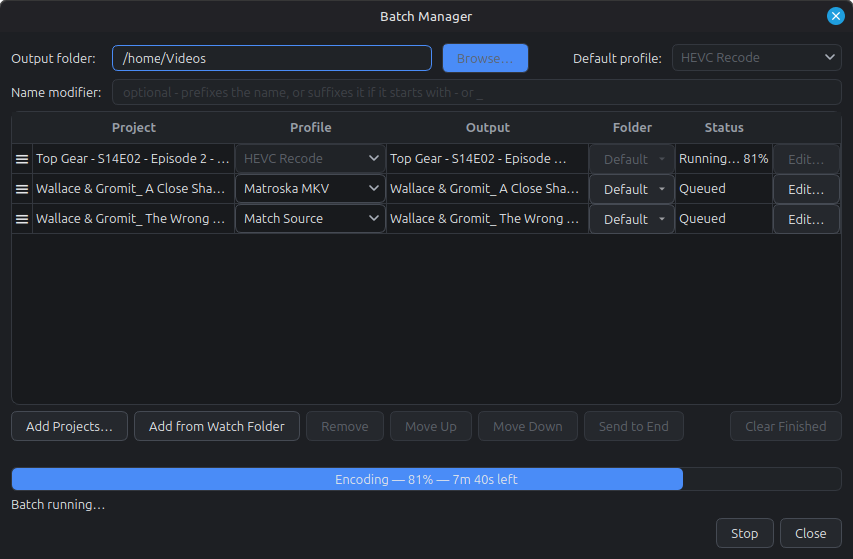 Batch Manager
Output folder: /home/Videos Browse... Default profile: HEVC Recode
Name modifier: optional - prefixes the name, or suffixes it if it starts with - or _
Project Profile Output Folder Status
Top Gear - S14E02 - Episode 2 - ... HEVC Recode Top Gear - S14E02 - Episode ... Default Running... 81% Edit...
Wallace & Gromit_ A Close Sha... Matroska MKV Wallace & Gromit_ A Close Sha... Default Queued Edit...
Wallace & Gromit_ The Wrong ... Match Source Wallace & Gromit_ The Wrong ... Default Queued Edit...
Add Projects... Add from Watch Folder Remove Move Up Move Down Send to End Clear Finished
Encoding — 81% — 7m 40s left
Batch running...
Stop Close